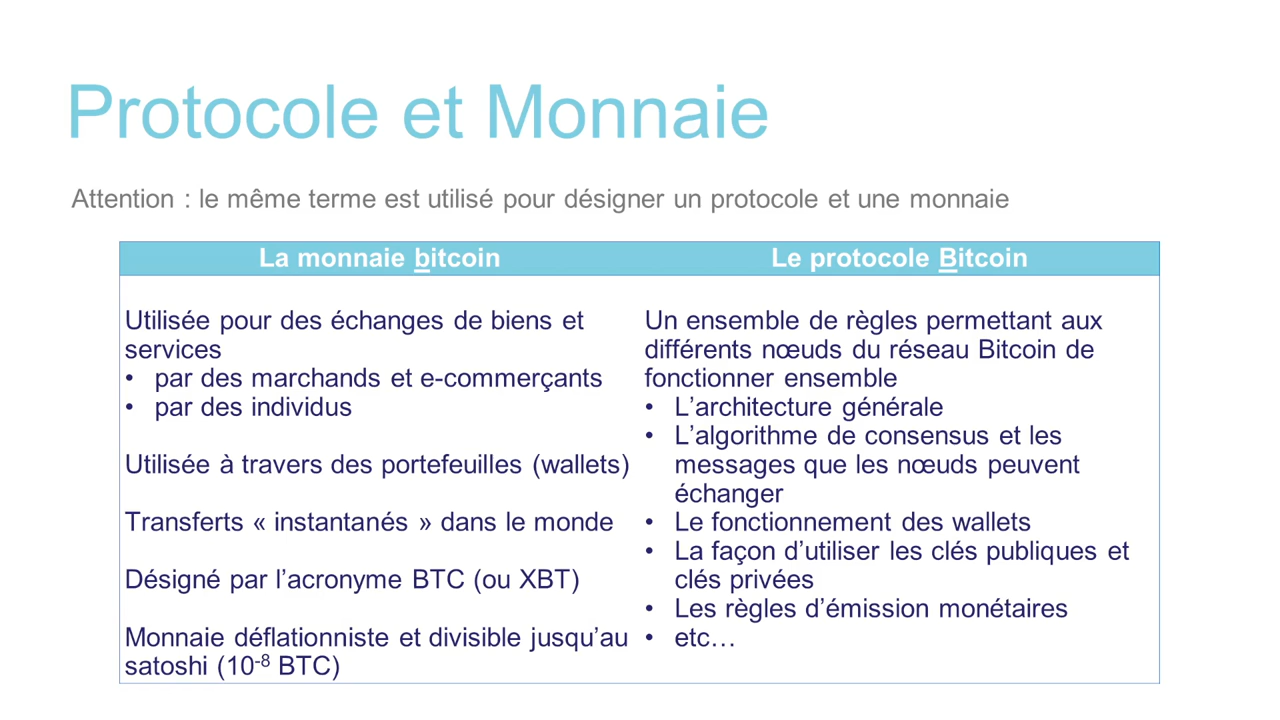 Protocole et Monnaie
Attention : le même terme est utilisé pour désigner un protocole et une monnaie
La monnaie bitcoin
Utilisée pour des échanges de biens et
services
• par des marchands et e-commerçants
• par des individus
Utilisée à travers des portefeuilles (wallets)
Transferts « instantanés » dans le monde
Désigné par l’acronyme BTC (ou XBT)
Monnaie déflationniste et divisible jusqu’au
satoshi (10⁻⁸ BTC)
Le protocole Bitcoin
Un ensemble de règles permettant aux
différents nœuds du réseau Bitcoin de
fonctionner ensemble
• L’architecture générale
• L’algorithme de consensus et les
messages que les nœuds peuvent
échanger
• Le fonctionnement des wallets
• La façon d’utiliser les clés publiques et
clés privées
• Les règles d’émission monétaires
• etc…